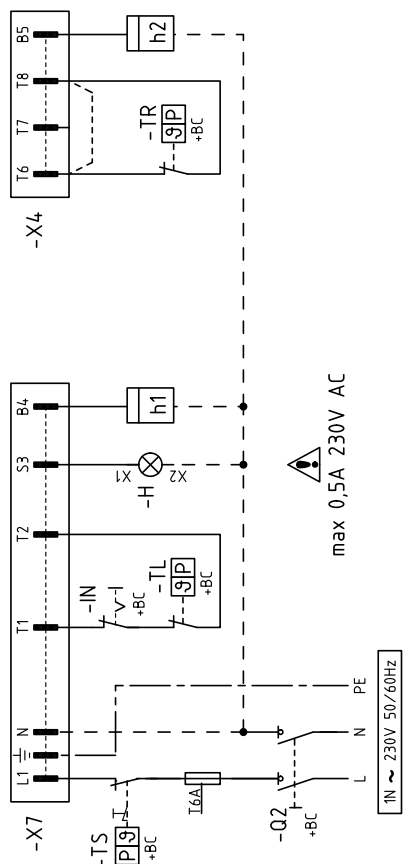 B5
h2
T8
T7
T6
-TR
ϑ P
+BC
-X4
B4
h1
S3
X1
X2
-H
T2
T1
-IN
+BC
-TL
ϑ P
+BC
max 0,5A 230V AC
N
L1
-X7
-TS
P ϑ
+BC
T6A
-Q2
+BC
PE
N
L
1N ~ 230V 50/60Hz